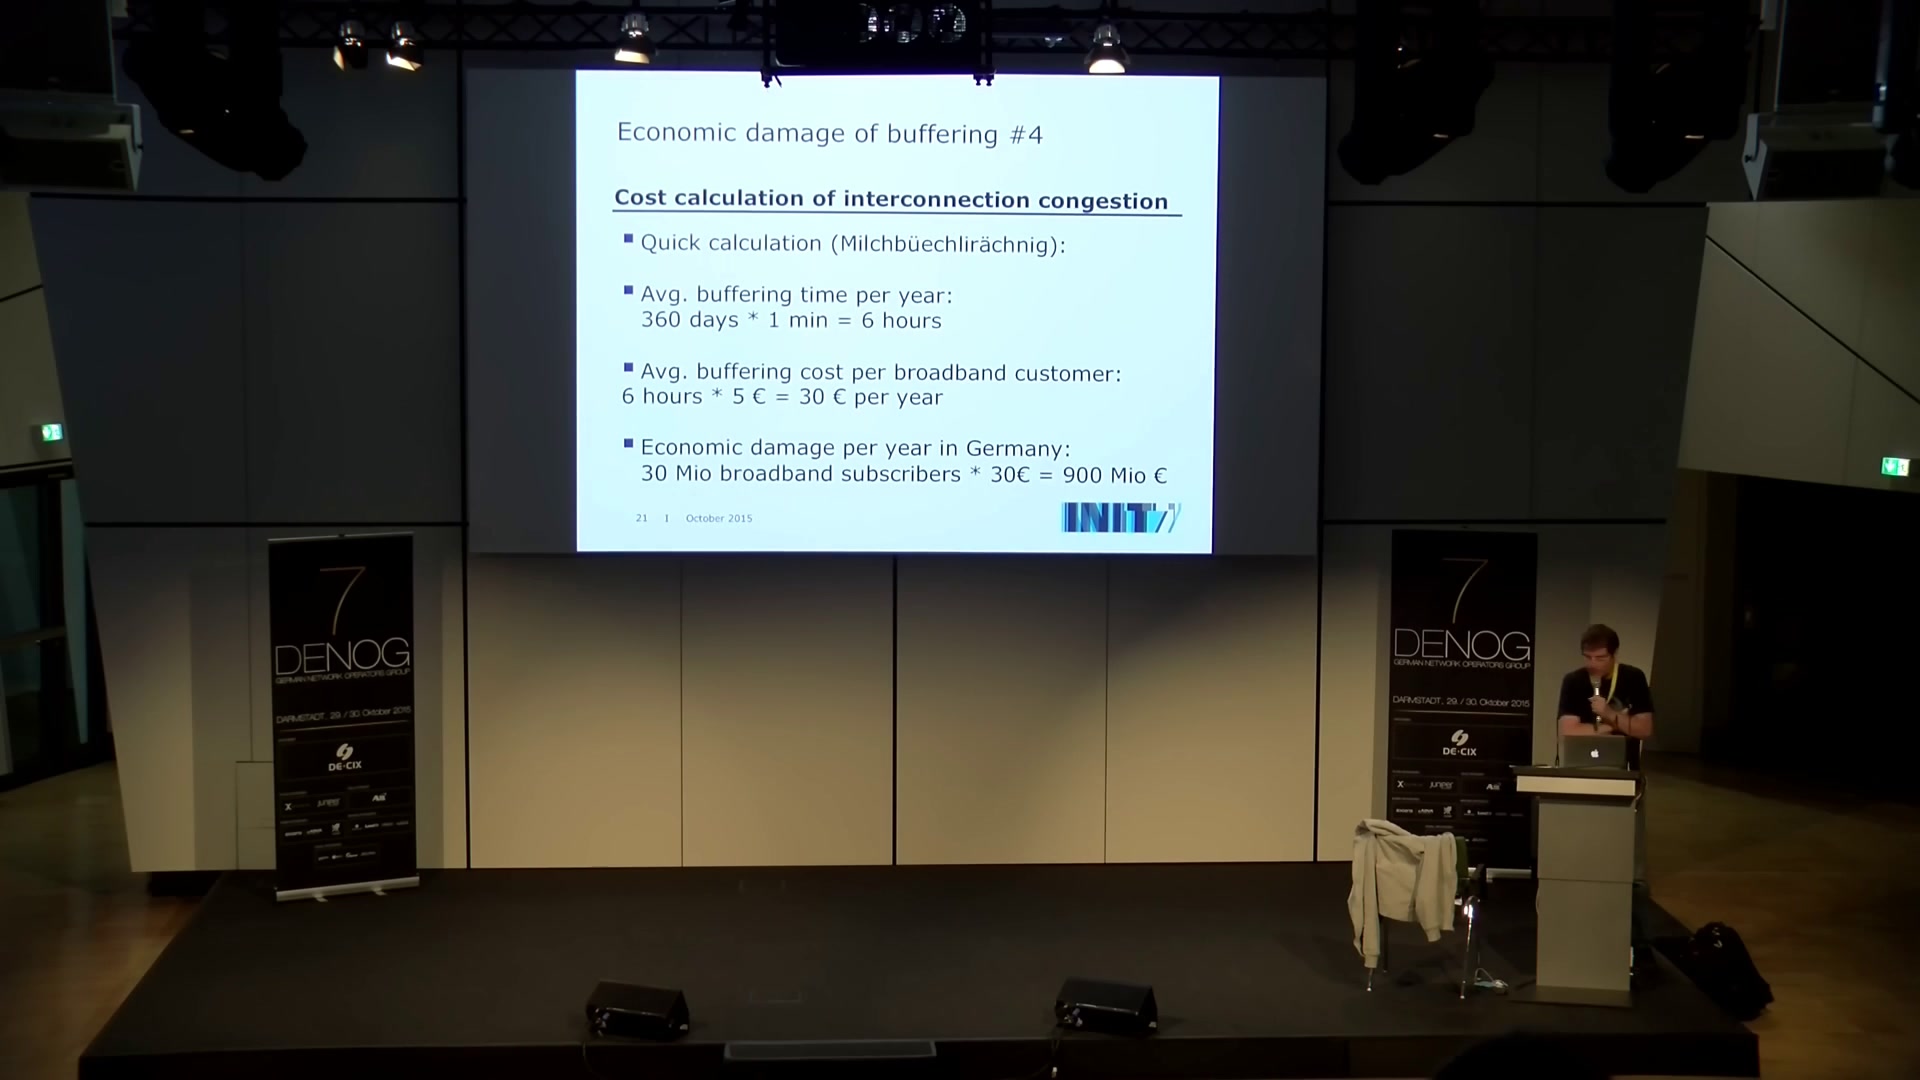 Economic damage of buffering #4
Cost calculation of interconnection congestion
Quick calculation (Milchbüechlirächnig):
Avg. buffering time per year:
360 days * 1 min = 6 hours
Avg. buffering cost per broadband customer:
6 hours * 5 € = 30 € per year
Economic damage per year in Germany:
30 Mio broadband subscribers * 30€ = 900 Mio €
21 I October 2015
INIT7
7
DENOG
GERMAN NETWORK OPERATORS GROUP
DARMSTADT, 29. / 30. Oktober 2015
DE-CIX
juniper
7
DENOG
GERMAN NETWORK OPERATORS GROUP
DARMSTADT, 29. / 30. Oktober 2015
DE-CIX
juniper